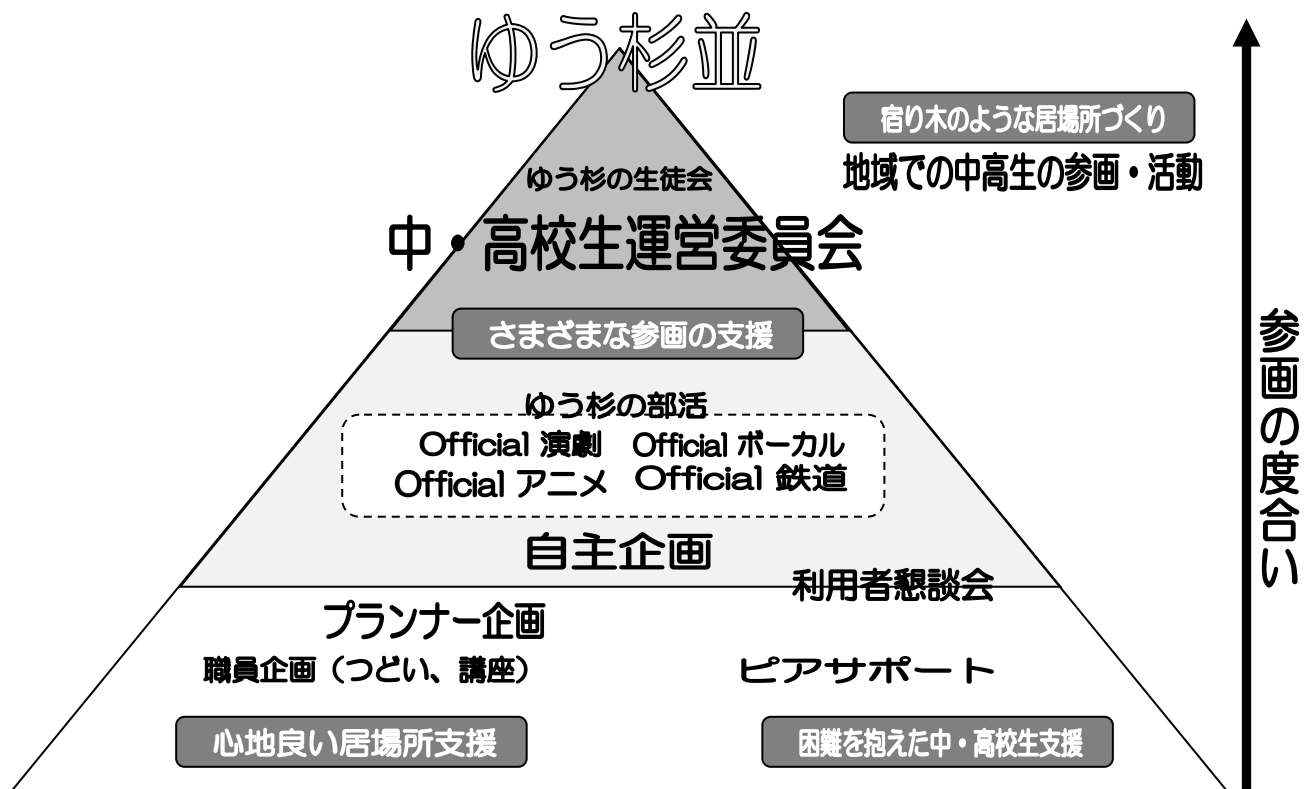 ゆう杉並
宿り木のような居場所づくり
地域での中高生の参画・活動
ゆう杉の生徒会
中・高校生運営委員会
さまざまな参画の支援
ゆう杉の部活
Official 演劇 Official ボーカル
Official アニメ Official 鉄道
自主企画
利用者懇談会
プランナー企画
職員企画（つどい、講座）
ピアサポート
心地良い居場所支援
困難を抱えた中・高校生支援
参画の度合い